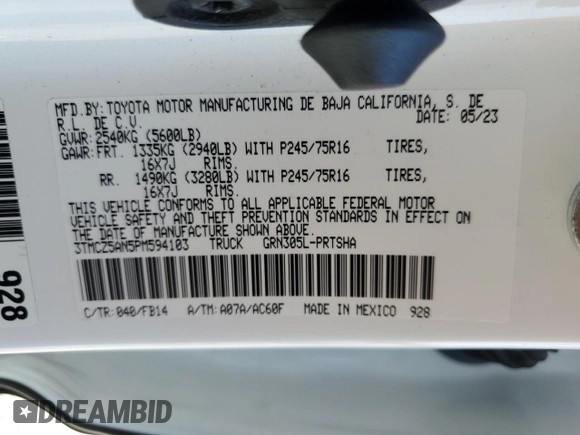 MFD. BY: TOYOTA MOTOR MANUFACTURING DE BAJA CALIFORNIA, S. DE
R.L. DE C.V. DATE: 05/23
GVWR: 2540KG (5600LB)
GAWR: FRT. 1335KG (2940LB) WITH P245/75R16 TIRES,
16X7J RIMS.
RR. 1490KG (3280LB) WITH P245/75R16 TIRES,
16X7J RIMS.
THIS VEHICLE CONFORMS TO ALL APPLICABLE FEDERAL MOTOR
VEHICLE SAFETY AND THEFT PREVENTION STANDARDS IN EFFECT ON
THE DATE OF MANUFACTURE SHOWN ABOVE.
3TMCZ5AN5PM594103 TRUCK GRN305L-PRTSHA
C/TR: 040/FB14 A/TM: A07A/AC60F MADE IN MEXICO 928
928
DREAMBID